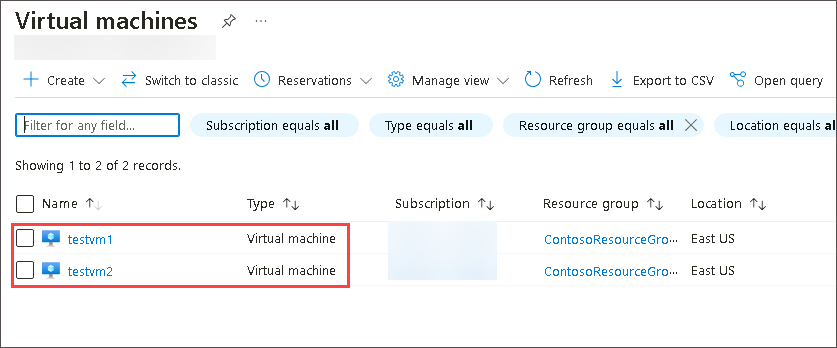 Virtual machines ...
Create Switch to classic Reservations Manage view Refresh Export to CSV Open query
Filter for any field... Subscription equals all Type equals all Resource group equals all Location equals al
Showing 1 to 2 of 2 records.
Name Type Subscription Resource group Location
testvm1 Virtual machine ContosoResourceGro··· East US
testvm2 Virtual machine ContosoResourceGro··· East US